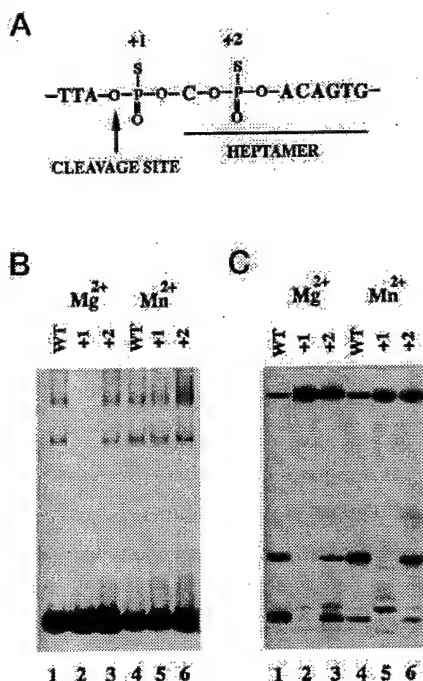 A
+1 +2
S S
–TTA–O–P–O–C–O–P–O–ACAGTG–
O O
CLEAVAGE SITE HEPTAMER
B C
Mg2+ Mn2+ Mg2+ Mn2+
WT +1 +2 WT +1 +2 WT +1 +2 WT +1 +2
1 2 3 4 5 6 1 2 3 4 5 6